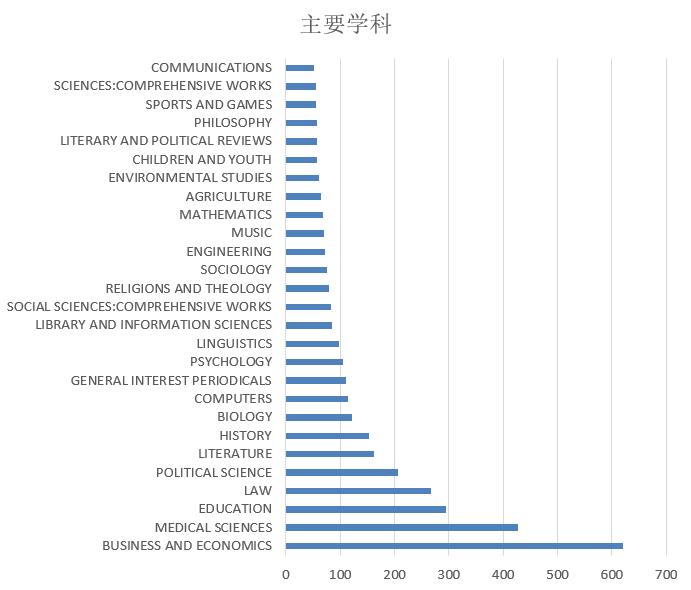 主要学科
COMMUNICATIONS
SCIENCES:COMPREHENSIVE WORKS
SPORTS AND GAMES
PHILOSOPHY
LITERARY AND POLITICAL REVIEWS
CHILDREN AND YOUTH
ENVIRONMENTAL STUDIES
AGRICULTURE
MATHEMATICS
MUSIC
ENGINEERING
SOCIOLOGY
RELIGIONS AND THEOLOGY
SOCIAL SCIENCES:COMPREHENSIVE WORKS
LIBRARY AND INFORMATION SCIENCES
LINGUISTICS
PSYCHOLOGY
GENERAL INTEREST PERIODICALS
COMPUTERS
BIOLOGY
HISTORY
LITERATURE
POLITICAL SCIENCE
LAW
EDUCATION
MEDICAL SCIENCES
BUSINESS AND ECONOMICS
0 100 200 300 400 500 600 700